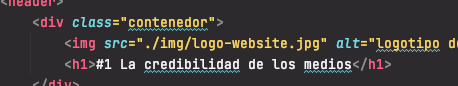 <header>
<div class="contenedor">
<img src="./img/logo-website.jpg" alt="logotipo de
<h1>#1 La credibilidad de los medios</h1>
</div>